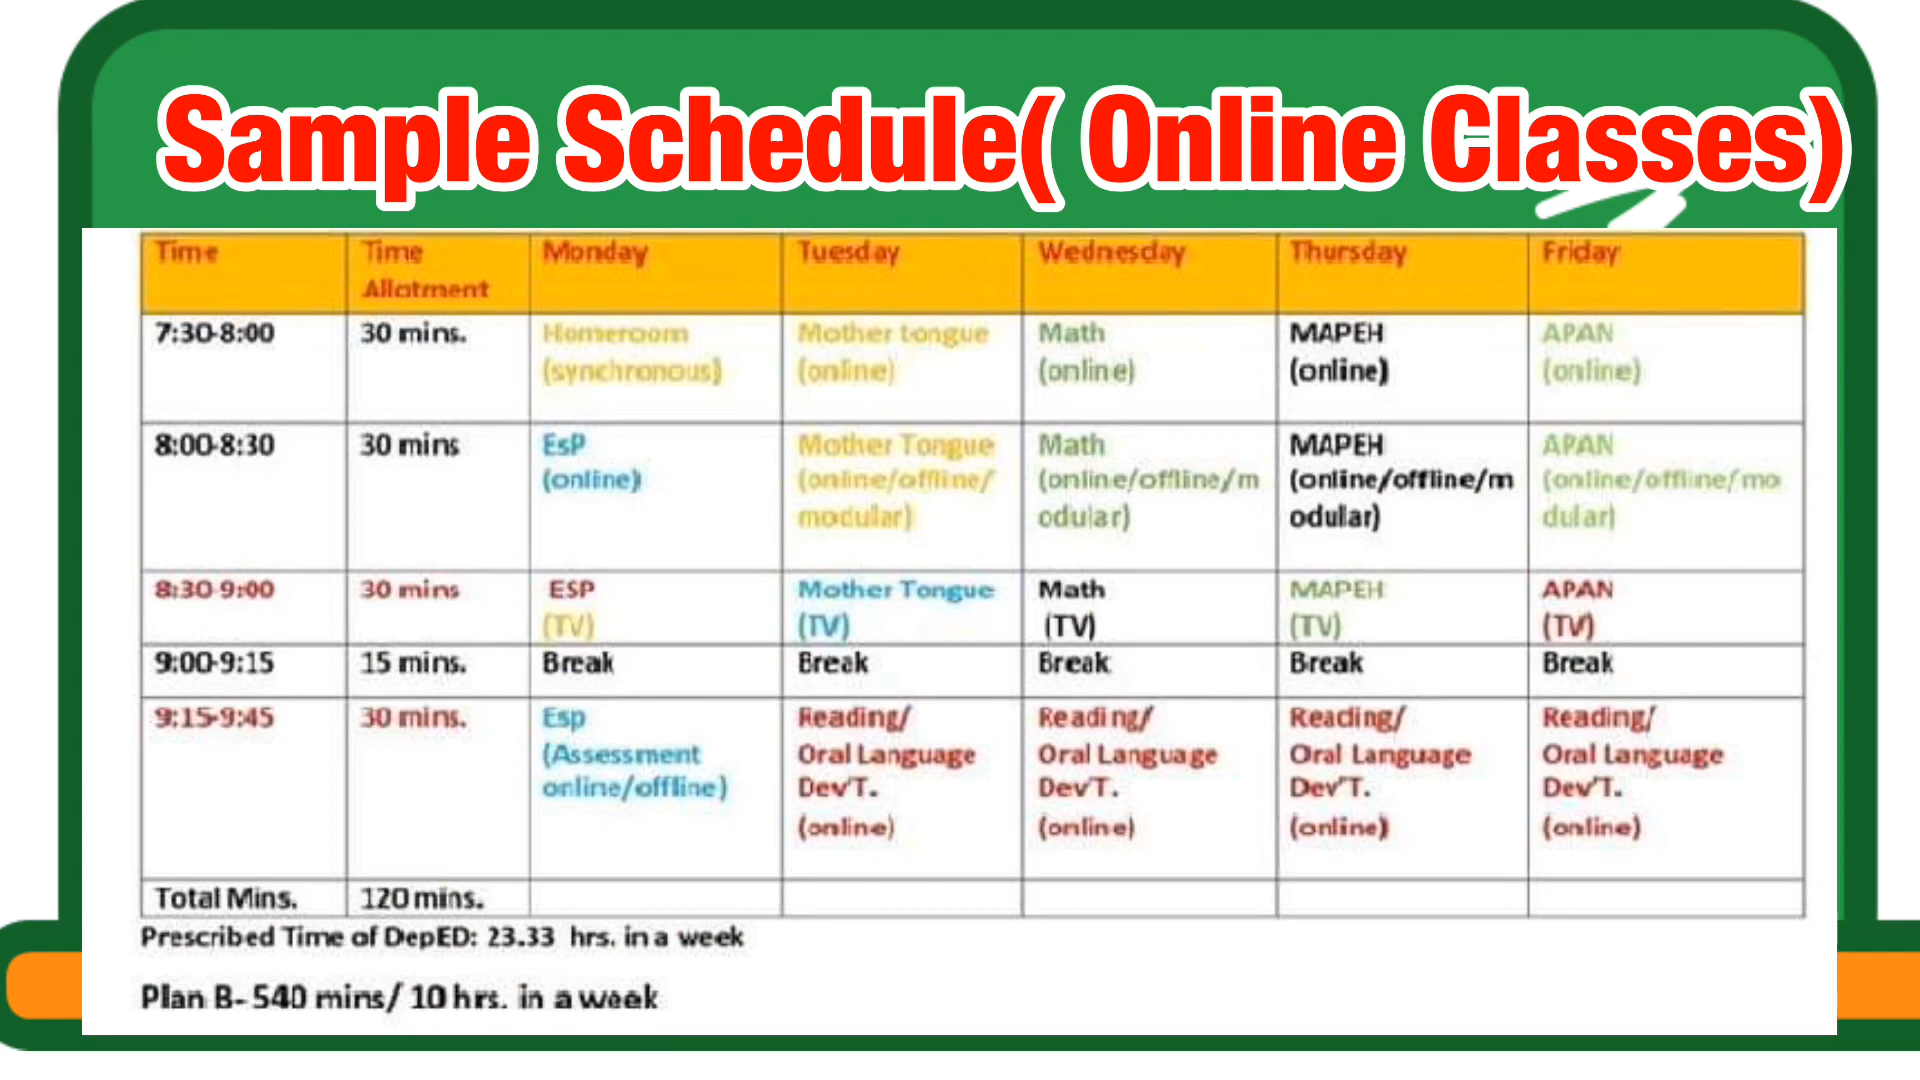 Sample Schedule( Online Classes)
Time Time Allotment Monday Tuesday Wednesday Thursday Friday
7:30-8:00 30 mins. Homeroom (synchronous) Mother tongue (online) Math (online) MAPEH (online) APAN (online)
8:00-8:30 30 mins EsP (online) Mother Tongue (online/offline/ modular) Math (online/offline/m odular) MAPEH (online/offline/m odular) APAN (online/offline/mo dular)
8:30-9:00 30 mins ESP (TV) Mother Tongue (TV) Math (TV) MAPEH (TV) APAN (TV)
9:00-9:15 15 mins. Break Break Break Break Break
9:15-9:45 30 mins. Esp (Assessment online/offline) Reading/ Oral Language Dev'T. (online) Reading/ Oral Language Dev'T. (online) Reading/ Oral Language Dev'T. (online) Reading/ Oral Language Dev'T. (online)
Total Mins. 120 mins.
Prescribed Time of DepED: 23.33 hrs. in a week
Plan B- 540 mins/ 10 hrs. in a week